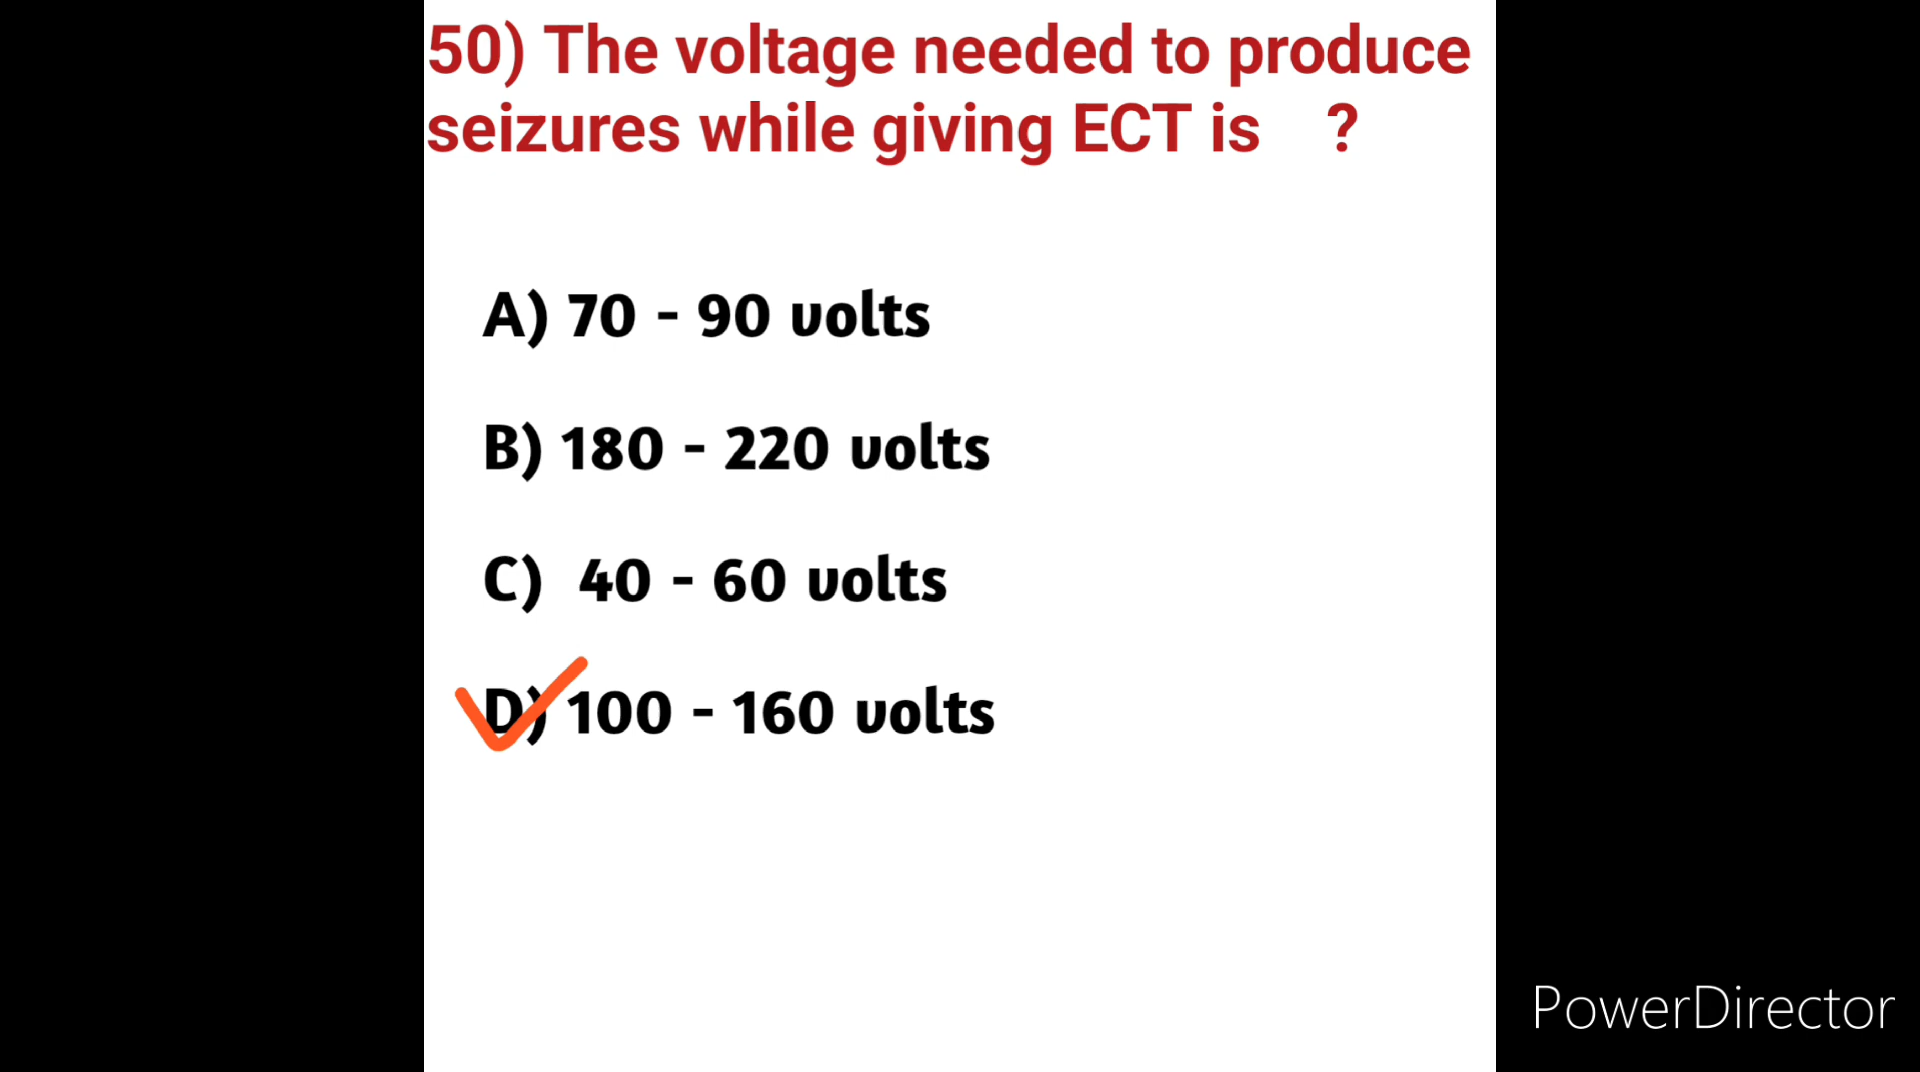 50) The voltage needed to produce
seizures while giving ECT is ?
A) 70 - 90 volts
B) 180 - 220 volts
C) 40 - 60 volts
D) 100 - 160 volts
PowerDirector